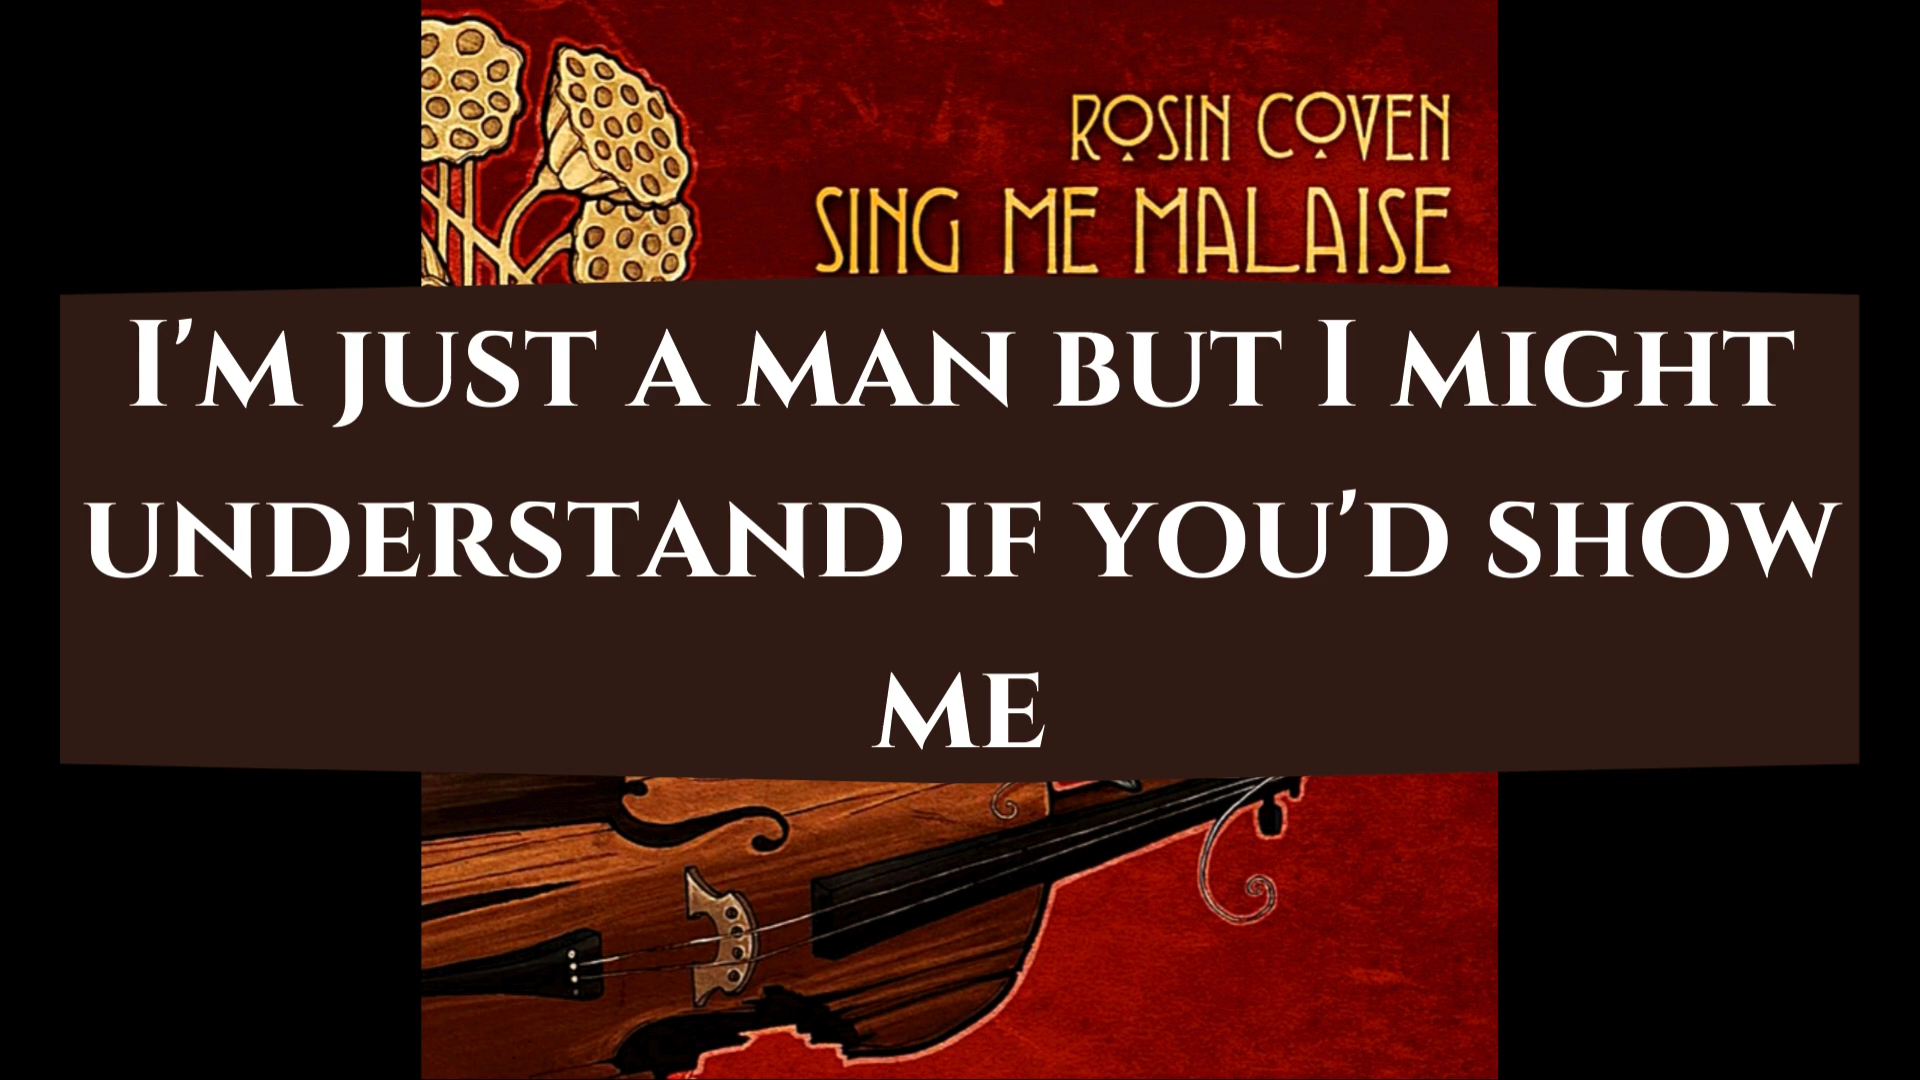 ROSIN COVEN
SING ME MALAISE
I'm just a man but I might
understand if you'd show
me